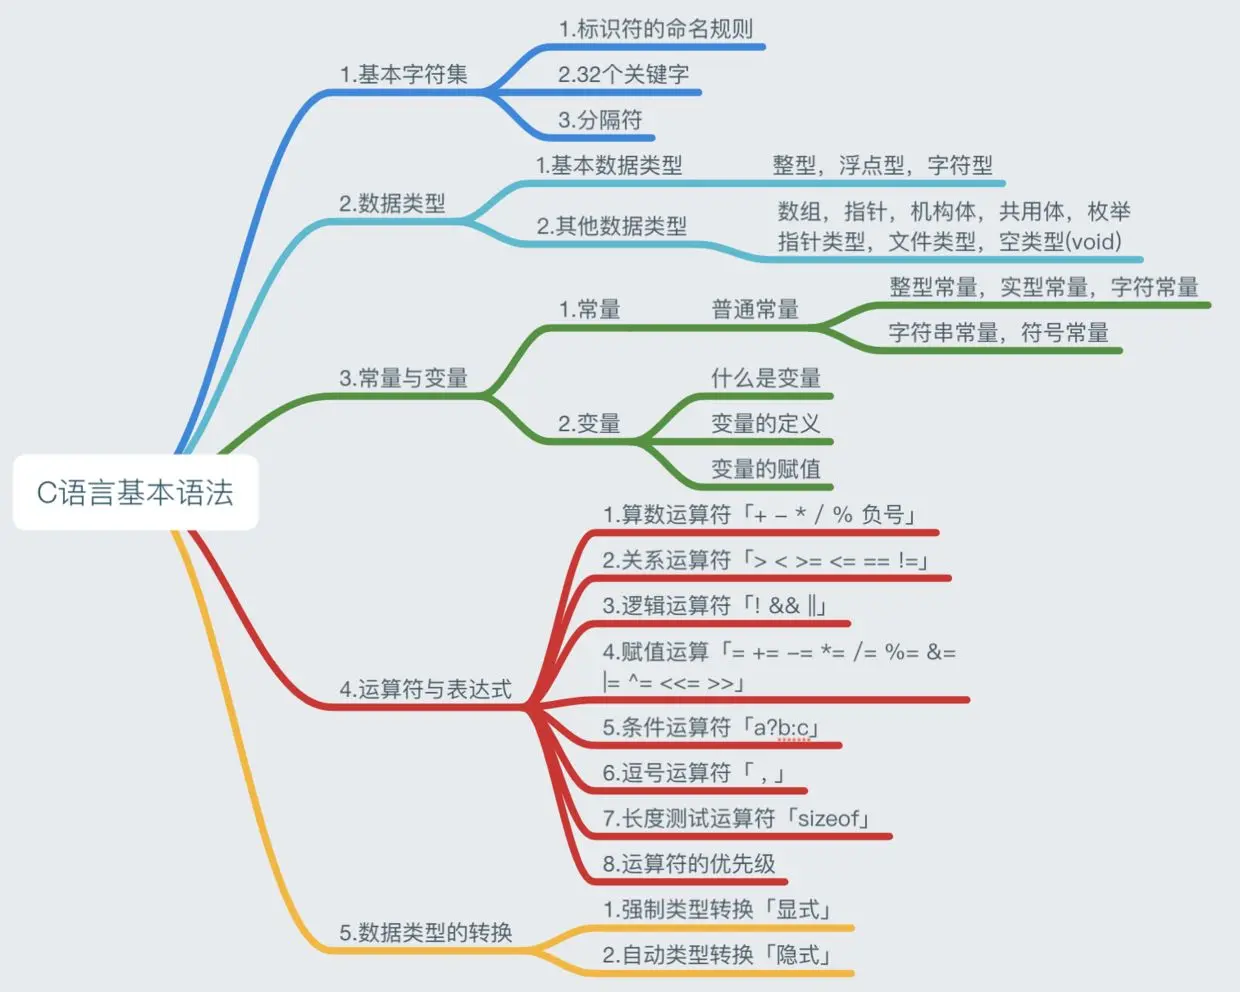 1.标识符的命名规则
1.基本字符集
2.32个关键字
3.分隔符
1.基本数据类型
整型，浮点型，字符型
2.数据类型
2.其他数据类型
数组，指针，机构体，共用体，枚举
指针类型，文件类型，空类型(void)
整型常量，实型常量，字符常量
1.常量
普通常量
字符串常量，符号常量
3.常量与变量
什么是变量
2.变量
变量的定义
变量的赋值
C语言基本语法
1.算数运算符「+ - * / % 负号」
2.关系运算符「> < >= <= == !=」
3.逻辑运算符「! && ||」
4.赋值运算「= += -= *= /= %= &=
|= ^= <<= >>」
4.运算符与表达式
5.条件运算符「a?b:c」
6.逗号运算符「 , 」
7.长度测试运算符「sizeof」
8.运算符的优先级
1.强制类型转换「显式」
5.数据类型的转换
2.自动类型转换「隐式」